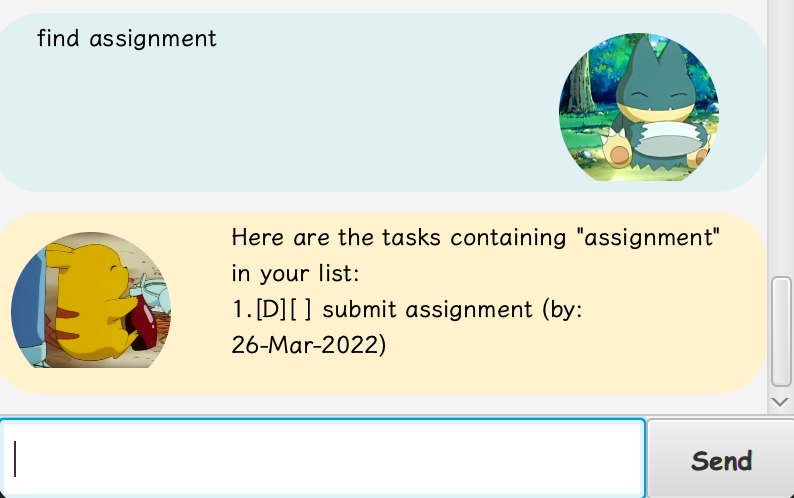 find assignment
Here are the tasks containing "assignment"
in your list:
1.[D][ ] submit assignment (by:
26-Mar-2022)
Send